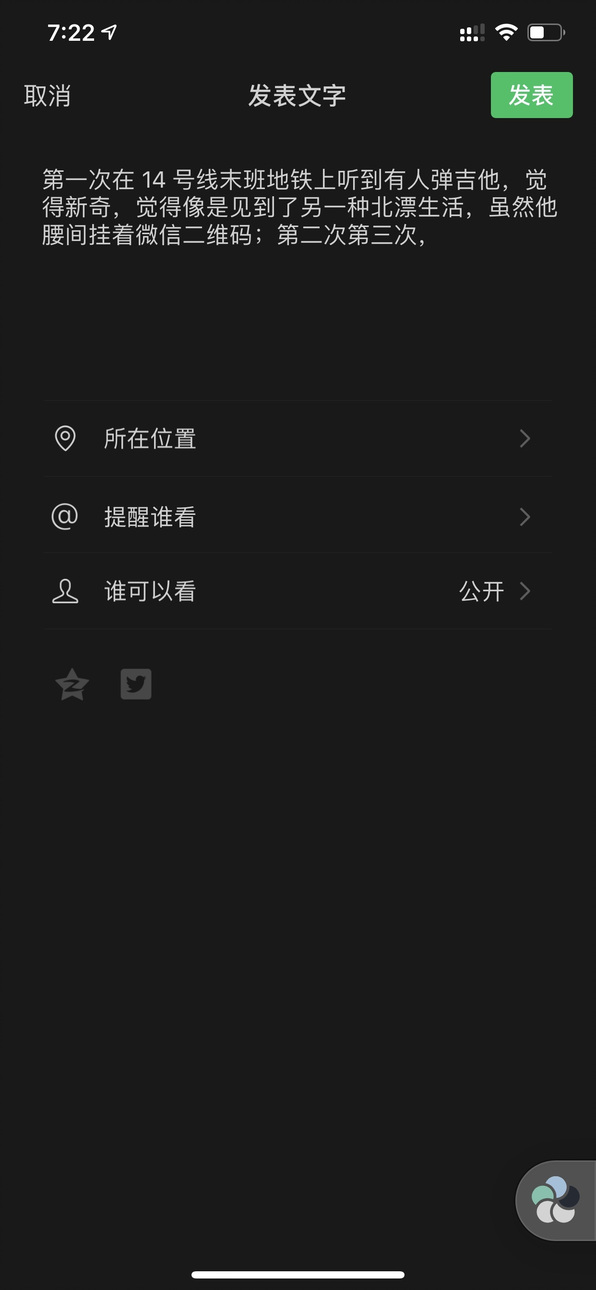 7:22
取消
发表文字
发表
第一次在 14 号线末班地铁上听到有人弹吉他，觉
得新奇，觉得像是见到了另一种北漂生活，虽然他
腰间挂着微信二维码；第二次第三次，
所在位置
@ 提醒谁看
谁可以看 公开